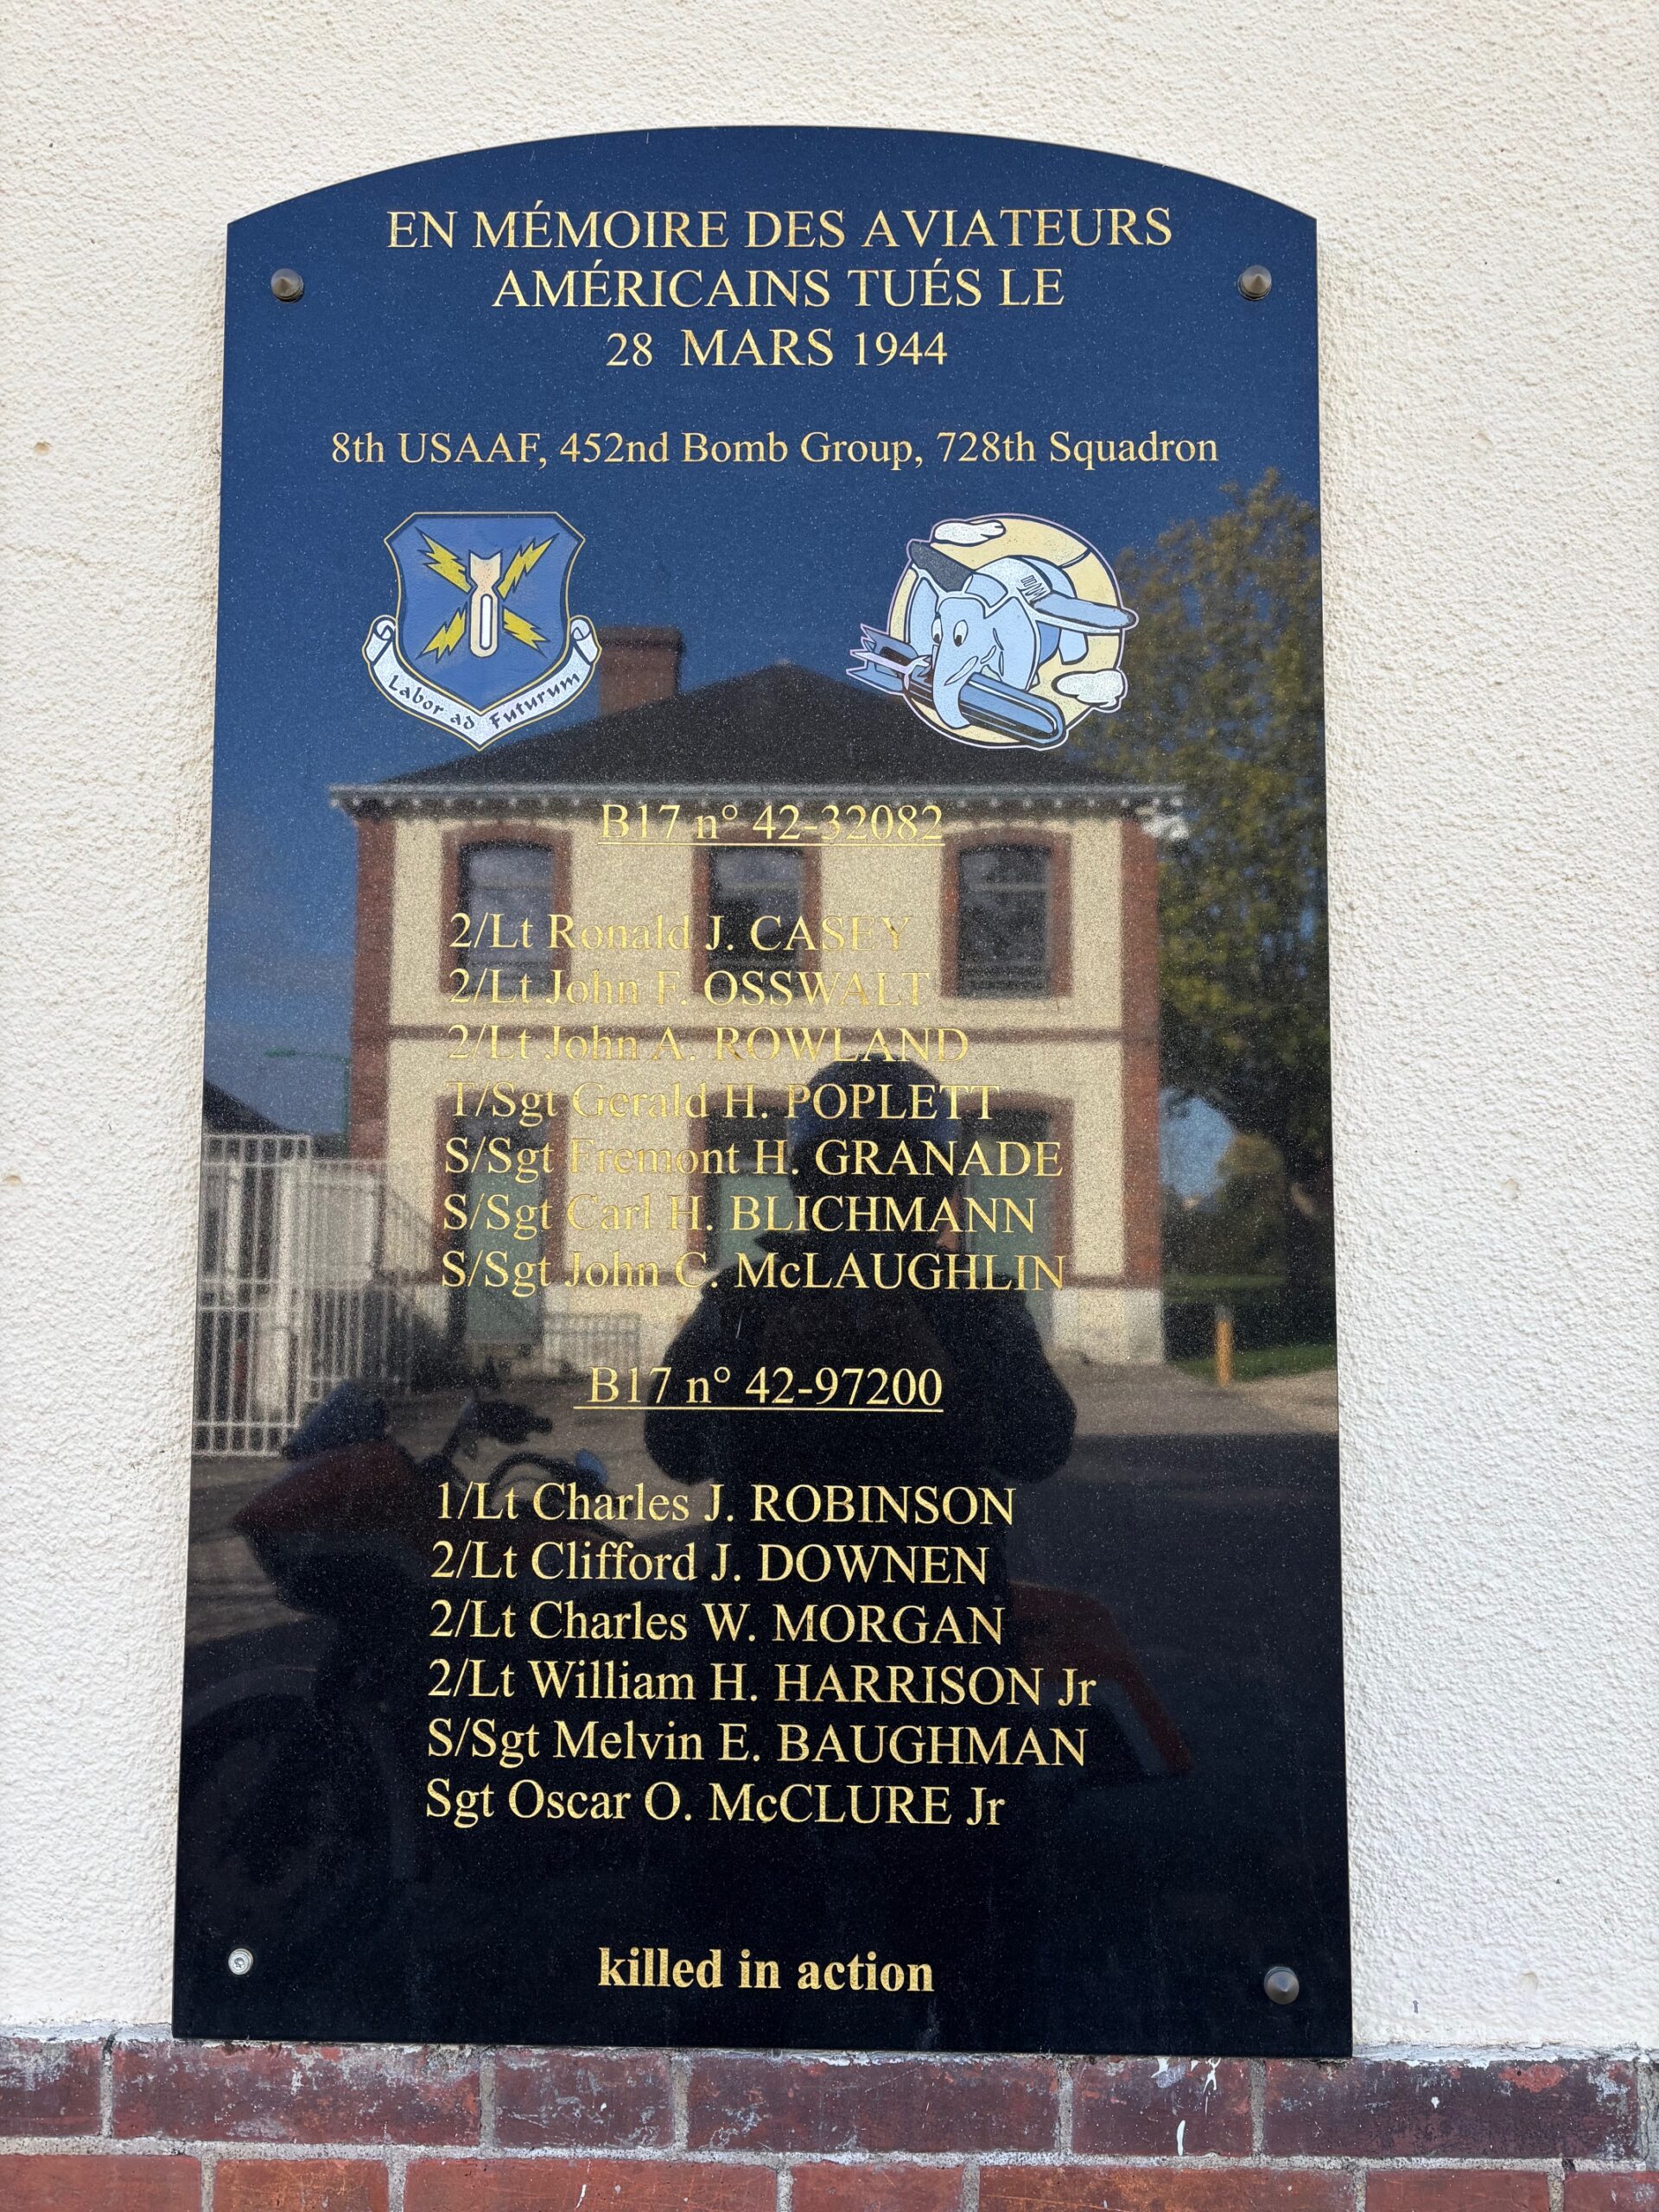 EN MÉMOIRE DES AVIATEURS
AMÉRICAINS TUÉS LE
28 MARS 1944
8th USAAF, 452nd Bomb Group, 728th Squadron
Labor ad Futurum
B17 n° 42-32082
2/Lt Ronald J. CASEY
2/Lt John F. OSSWALT
2/Lt John A. ROWLAND
T/Sgt Gerald H. POPLETT
S/Sgt Fremont H. GRANADE
S/Sgt Carl H. BLICHMANN
S/Sgt John C. McLAUGHLIN
B17 n° 42-97200
1/Lt Charles J. ROBINSON
2/Lt Clifford J. DOWNEN
2/Lt Charles W. MORGAN
2/Lt William H. HARRISON Jr
S/Sgt Melvin E. BAUGHMAN
Sgt Oscar O. McCLURE Jr
killed in action